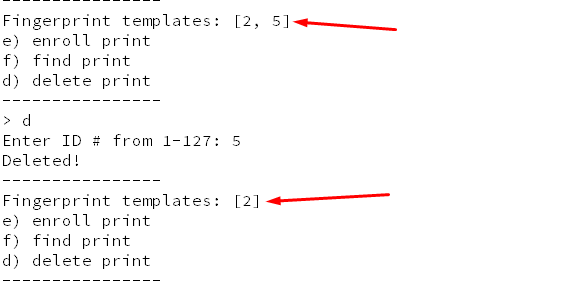 ----------------
Fingerprint templates: [2, 5]
e) enroll print
f) find print
d) delete print
----------------
> d
Enter ID # from 1-127: 5
Deleted!
----------------
Fingerprint templates: [2]
e) enroll print
f) find print
d) delete print
----------------